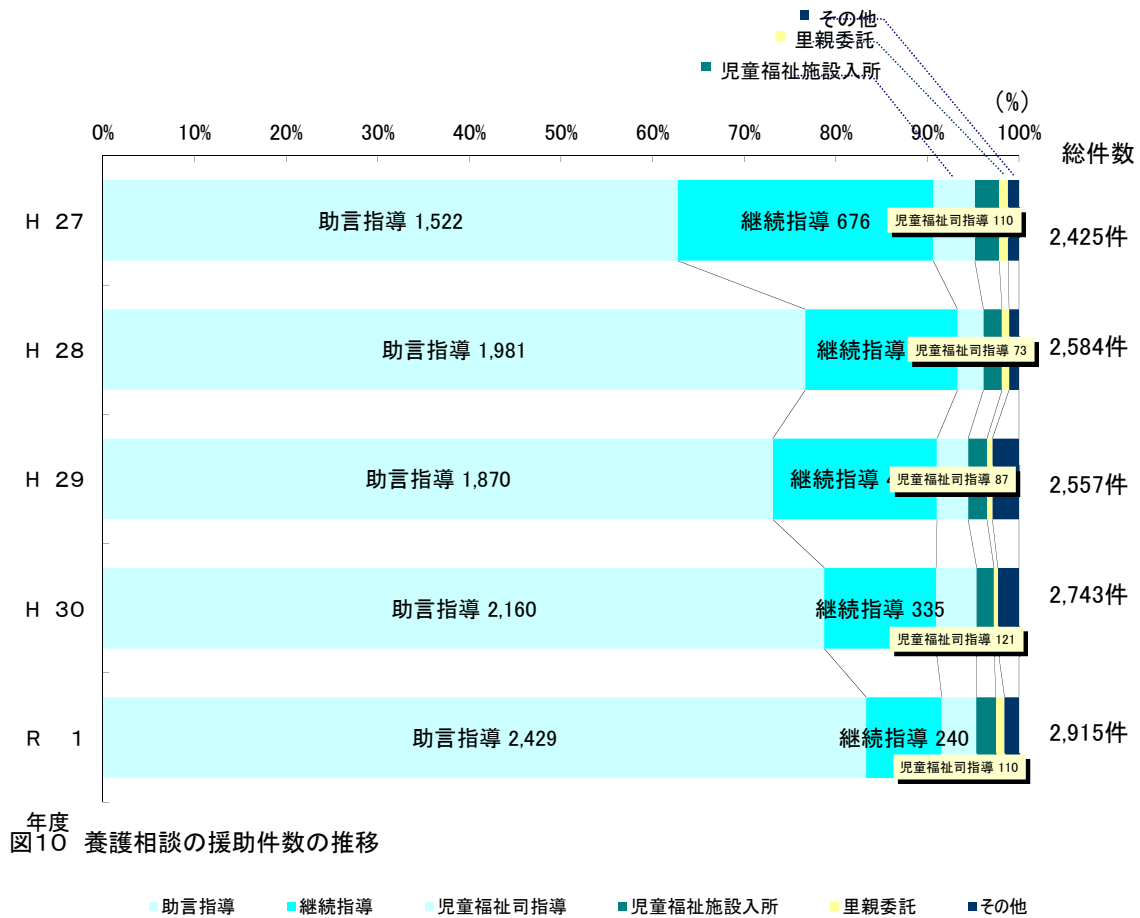 その他
里親委託
児童福祉施設入所
(%)
0% 10% 20% 30% 40% 50% 60% 70% 80% 90% 100%
総件数
H 27 助言指導 1,522 継続指導 676 児童福祉司指導 110 2,425件
H 28 助言指導 1,981 継続指導 児童福祉司指導 73 2,584件
H 29 助言指導 1,870 継続指導 児童福祉司指導 87 2,557件
H 30 助言指導 2,160 継続指導 335 児童福祉司指導 121 2,743件
R 1 助言指導 2,429 継続指導 240 児童福祉司指導 110 2,915件
年度
図10 養護相談の援助件数の推移
助言指導 継続指導 児童福祉司指導 児童福祉施設入所 里親委託 その他